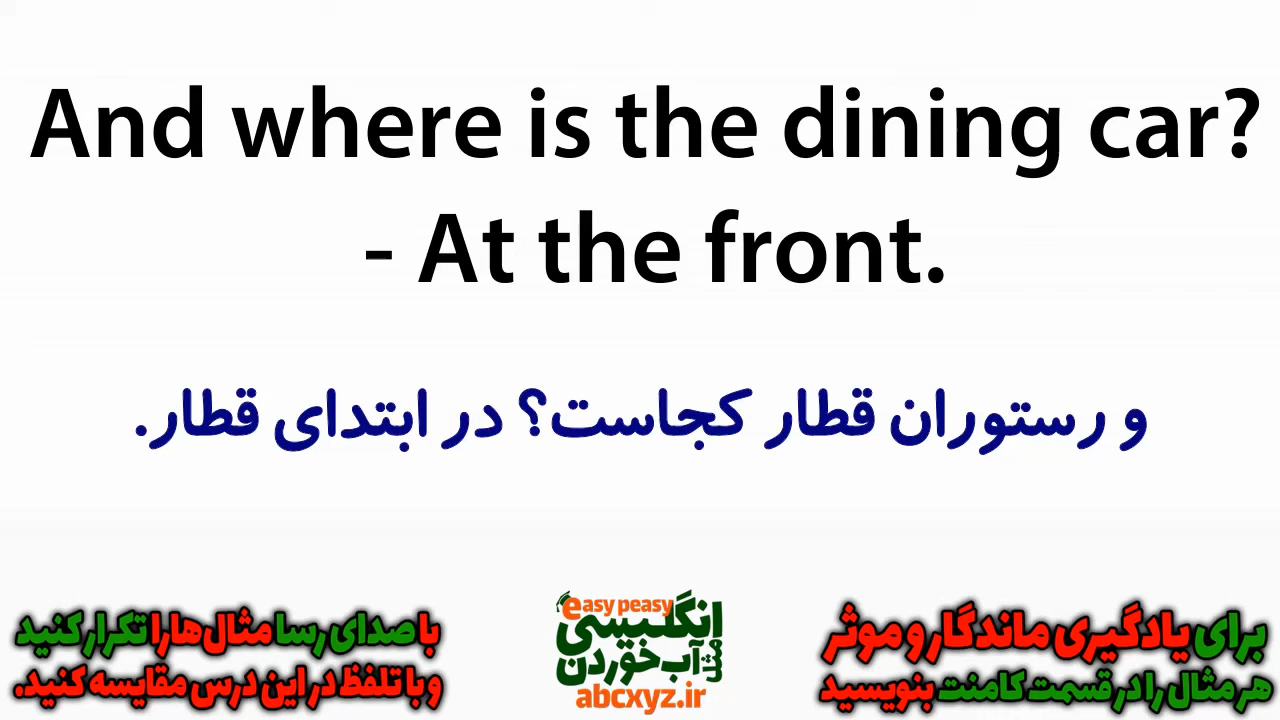 And where is the dining car?
- At the front.
و رستوران قطار کجاست؟ در ابتدای قطار.
برای یادگیری ماندگار و موثر
هر مثال را در قسمت کامنت بنویسید
easy peasy
انگلیسی
مثل آب خوردن
abcxyz.ir
با صدای رسا مثال‌ها را تکرار کنید
و با تلفظ در این درس مقایسه کنید.